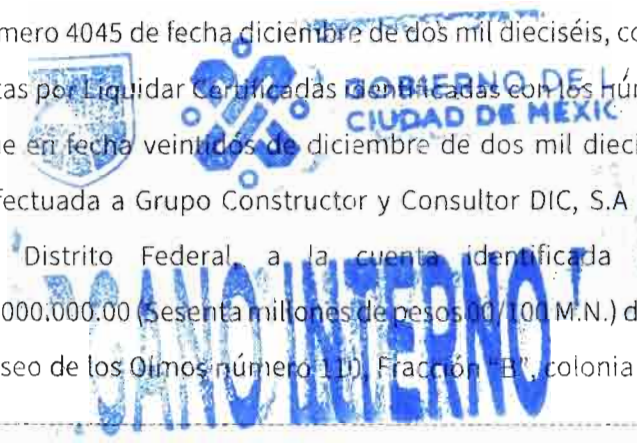 mero 4045 de fecha diciembre de dos mil dieciséis, co
tas por Liquidar Certificadas identificadas con los núm
GOBIERNO DE L
CIUDAD DE MÉXIC
e en fecha veintidós de diciembre de dos mil dieci
fectuada a Grupo Constructor y Consultor DIC, S.A
Distrito Federal, a la cuenta identificada
000,000.00 (Sesenta millones de pesos 00/100 M.N.) d
GANO INTERNO
seo de los Olmos número 110, Fracción "B", colonia